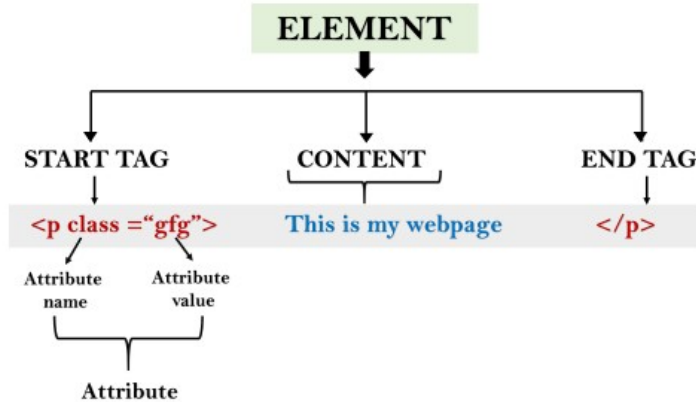 ELEMENT
START TAG
CONTENT
END TAG
<p class =“gfg”>
This is my webpage
</p>
Attribute
name
Attribute
value
Attribute